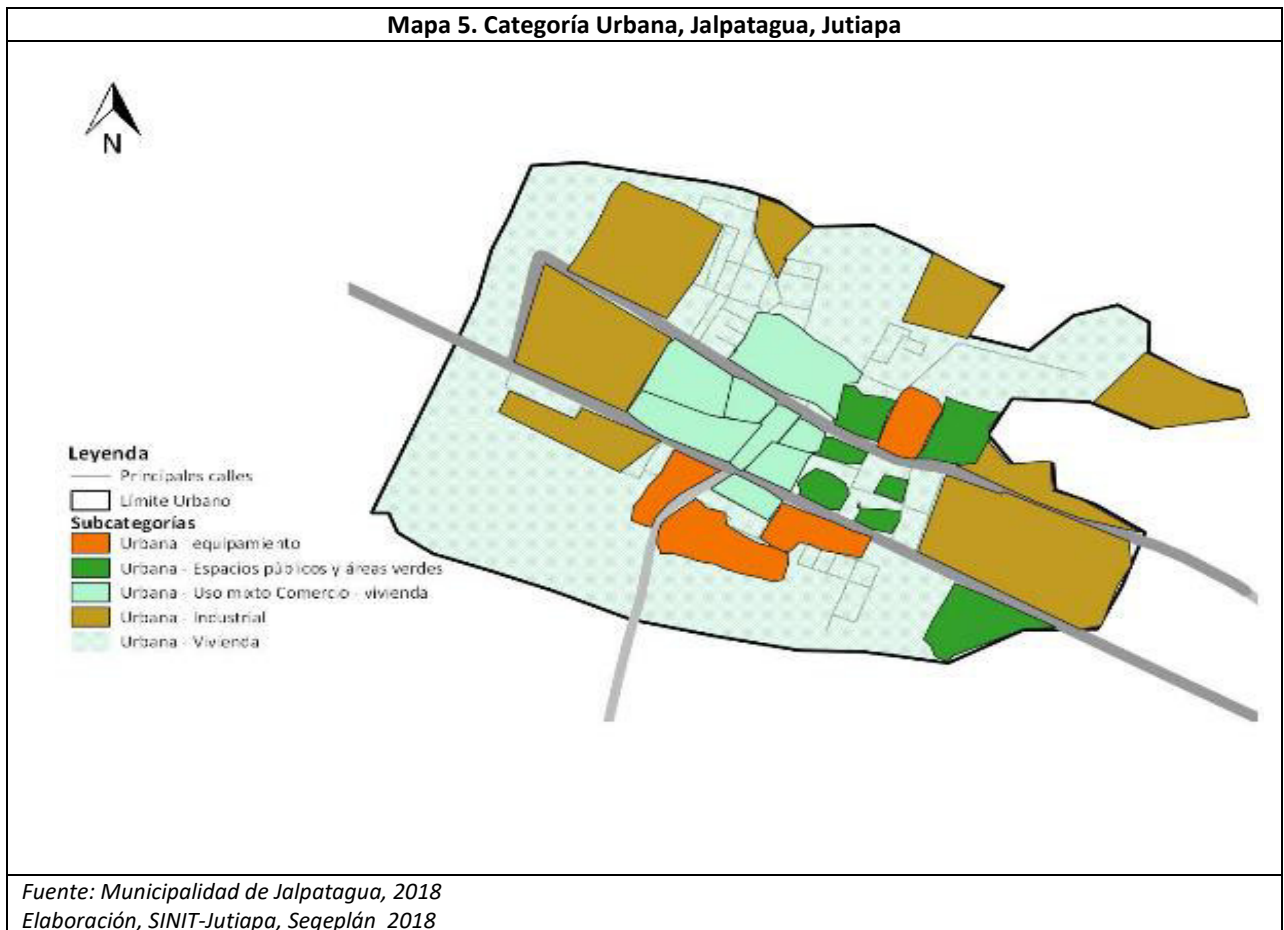 Mapa 5. Categoría Urbana, Jalpatagua, Jutiapa
N
Leyenda
Principales calles
Límite Urbano
Subcategorías
Urbana - equipamiento
Urbana - Espacios públicos y áreas verdes
Urbana - Uso mixto Comercio - vivienda
Urbana - Industrial
Urbana - Vivienda
Fuente: Municipalidad de Jalpatagua, 2018
Elaboración, SINIT-Jutiapa, Segeplán 2018